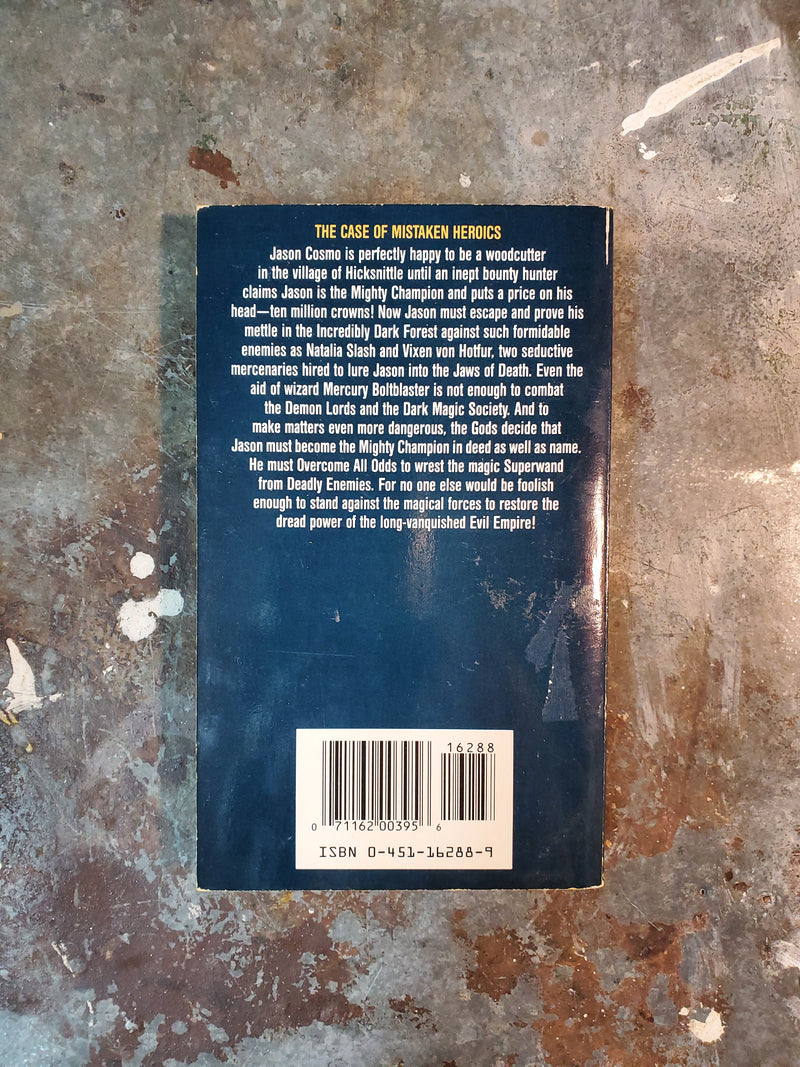 THE CASE OF MISTAKEN HEROICS
Jason Cosmo is perfectly happy to be a woodcutter
in the village of Hicksnittle until an inept bounty hunter
claims Jason is the Mighty Champion and puts a price on his
head—ten million crowns! Now Jason must escape and prove his
mettle in the Incredibly Dark Forest against such formidable
enemies as Natalia Slash and Vixen von Hotfur, two seductive
mercenaries hired to lure Jason into the Jaws of Death. Even the
aid of wizard Mercury Boltblaster is not enough to combat
the Demon Lords and the Dark Magic Society. And to
make matters even more dangerous, the Gods decide that
Jason must become the Mighty Champion in deed as well as name.
He must Overcome All Odds to wrest the magic Superwand
from Deadly Enemies. For no one else would be foolish
enough to stand against the magical forces to restore the
dread power of the long-vanquished Evil Empire!
16288
0 71162 00395 6
ISBN 0-451-16288-9